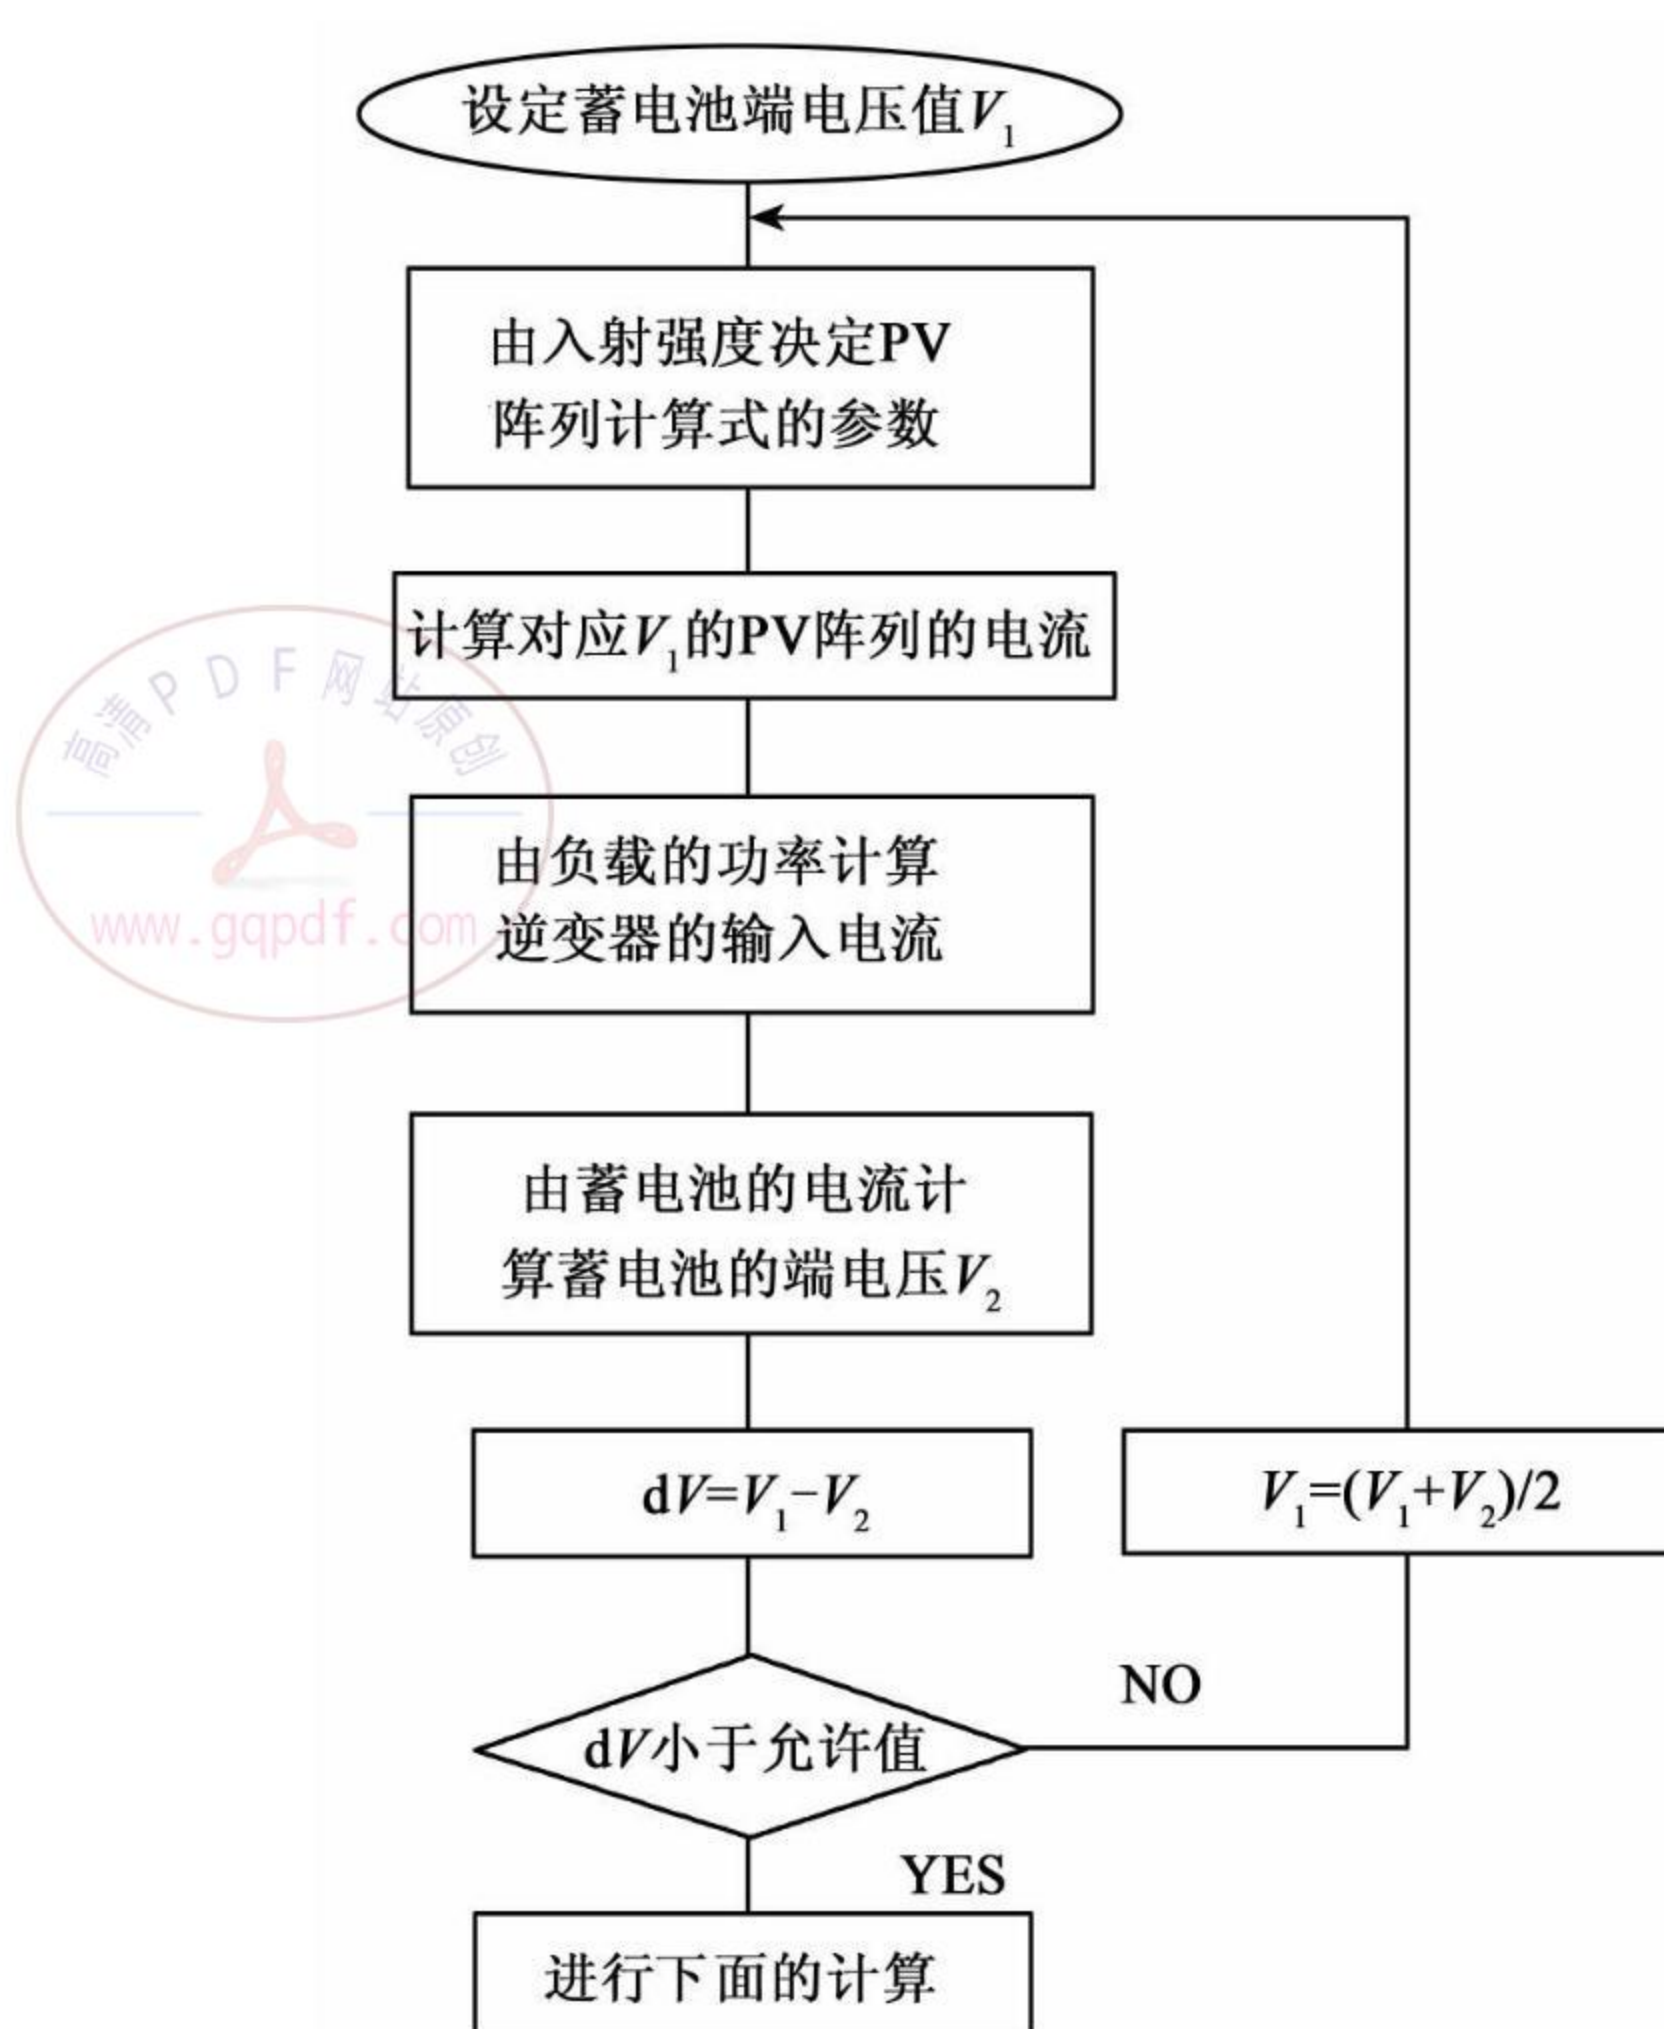 设定蓄电池端电压值V₁
由入射强度决定PV
阵列计算式的参数
计算对应V₁的PV阵列的电流
高清PDF网站原创
www.gqpdf.com
由负载的功率计算
逆变器的输入电流
由蓄电池的电流计
算蓄电池的端电压V₂
dV=V₁−V₂
V₁=(V₁+V₂)/2
dV小于允许值
NO
YES
进行下面的计算